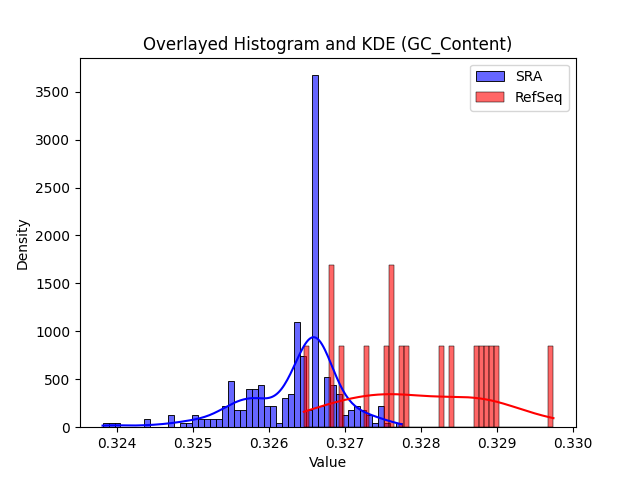 Overlayed Histogram and KDE (GC_Content)
SRA
RefSeq
Density
3500
3000
2500
2000
1500
1000
500
0
0.324 0.325 0.326 0.327 0.328 0.329 0.330
Value